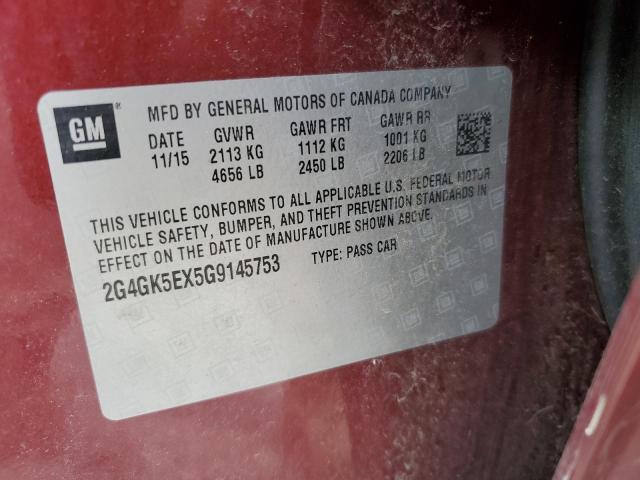 GM
MFD BY GENERAL MOTORS OF CANADA COMPANY
DATE GVWR GAWR FRT GAWR RR
11/15 2113 KG 1112 KG 1001 KG
4656 LB 2450 LB 2206 LB
THIS VEHICLE CONFORMS TO ALL APPLICABLE U.S. FEDERAL MOTOR
VEHICLE SAFETY, BUMPER, AND THEFT PREVENTION STANDARDS IN
EFFECT ON THE DATE OF MANUFACTURE SHOWN ABOVE.
2G4GK5EX5G9145753 TYPE: PASS CAR